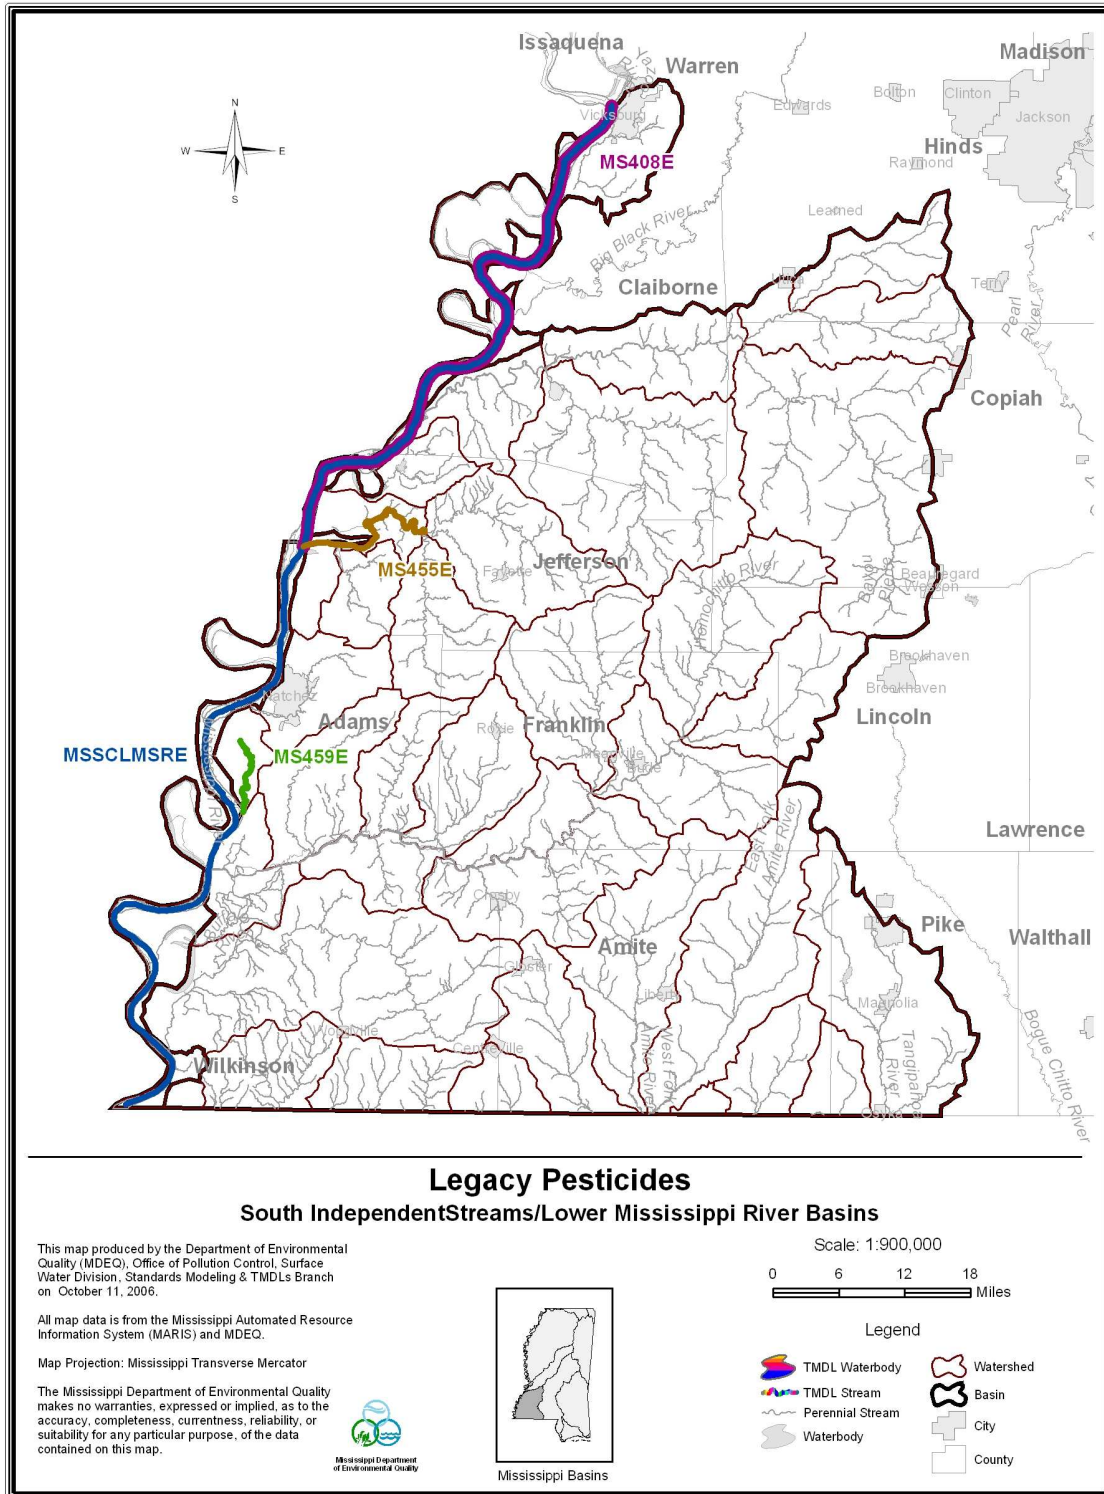 Issaquena
Madison
Yazoo River
Warren
Bolton
Clinton
Edwards
Vicksburg
Jackson
N
W
E
S
MS408E
Hinds
Raymond
Learned
Big Black River
Utica
Claiborne
Terry
Pearl
River
Copiah
MS455E
Fayette
Jefferson
Homochitto River
Bayou
Pierre
Beauregard
Wesson
Brookhaven
Brookhaven
Natchez
Adams
Roxie
Franklin
Meadville
Bude
Lincoln
MSSCLMSRE
Mississippi River
MS459E
East Fork
Amite River
Lawrence
Crosby
Pike
Walthall
Amite
Gloster
Liberty
Magnolia
Woodville
Centreville
Wilkinson
Amite River
West Fork
Tangipahoa
River
Osyka
Bogue Chitto River
Legacy Pesticides
South IndependentStreams/Lower Mississippi River Basins
This map produced by the Department of Environmental
Quality (MDEQ), Office of Pollution Control, Surface
Water Division, Standards Modeling & TMDLs Branch
on October 11, 2006.
All map data is from the Mississippi Automated Resource
Information System (MARIS) and MDEQ.
Map Projection: Mississippi Transverse Mercator
The Mississippi Department of Environmental Quality
makes no warranties, expressed or implied, as to the
accuracy, completeness, currentness, reliability, or
suitability for any particular purpose, of the data
contained on this map.
Mississippi Department
of Environmental Quality
Mississippi Basins
Scale: 1:900,000
0 6 12 18
Miles
Legend
TMDL Waterbody
TMDL Stream
Perennial Stream
Waterbody
Watershed
Basin
City
County